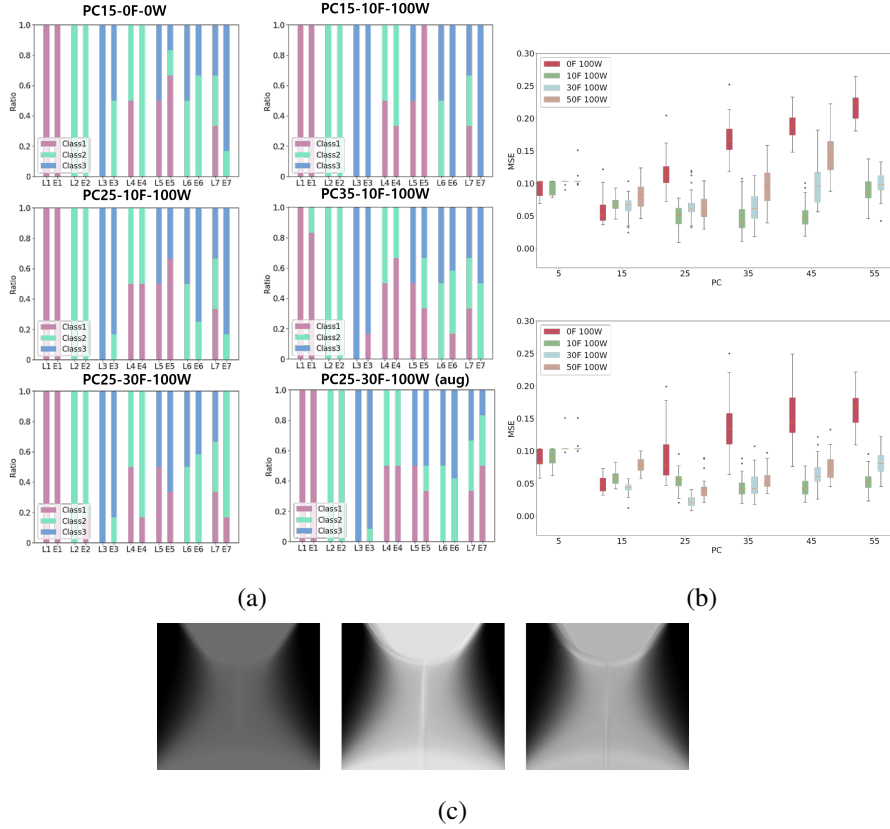 PC15-0F-0W
1.0
0.8
0.6
0.4
0.2
0
Ratio
Class1
Class2
Class3
L1 E1 L2 E2 L3 E3 L4 E4 L5 E5 L6 E6 L7 E7
PC15-10F-100W
1.0
0.8
0.6
0.4
0.2
0
Ratio
Class1
Class2
Class3
L1 E1 L2 E2 L3 E3 L4 E4 L5 E5 L6 E6 L7 E7
PC25-10F-100W
1.0
0.8
0.6
0.4
0.2
0
Ratio
Class1
Class2
Class3
L1 E1 L2 E2 L3 E3 L4 E4 L5 E5 L6 E6 L7 E7
PC35-10F-100W
1.0
0.8
0.6
0.4
0.2
0
Ratio
Class1
Class2
Class3
L1 E1 L2 E2 L3 E3 L4 E4 L5 E5 L6 E6 L7 E7
PC25-30F-100W
1.0
0.8
0.6
0.4
0.2
0
Ratio
Class1
Class2
Class3
L1 E1 L2 E2 L3 E3 L4 E4 L5 E5 L6 E6 L7 E7
PC25-30F-100W (aug)
1.0
0.8
0.6
0.4
0.2
0
Ratio
Class1
Class2
Class3
L1 E1 L2 E2 L3 E3 L4 E4 L5 E5 L6 E6 L7 E7
(a)
0F 100W
10F 100W
30F 100W
50F 100W
0.30
0.25
0.20
0.15
0.10
0.05
0.00
MSE
5 15 25 35 45 55
PC
0F 100W
10F 100W
30F 100W
50F 100W
0.30
0.25
0.20
0.15
0.10
0.05
0.00
MSE
5 15 25 35 45 55
PC
(b)
(c)